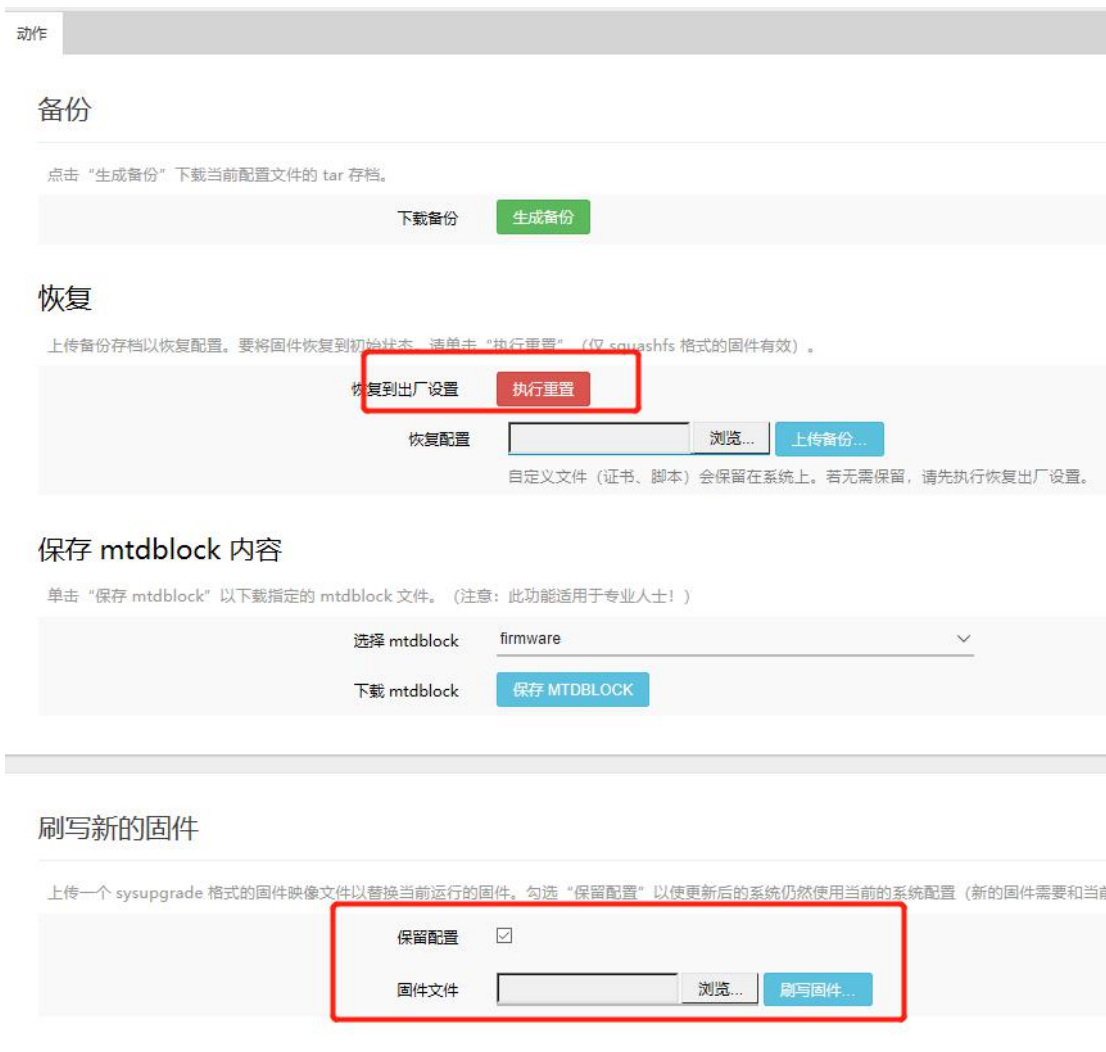 动作
备份
点击“生成备份”下载当前配置文件的 tar 存档。
下载备份 生成备份
恢复
上传备份存档以恢复配置。要将固件恢复到初始状态，请单击“执行重置”（仅 squashfs 格式的固件有效）。
恢复到出厂设置 执行重置
恢复配置 浏览... 上传备份...
自定义文件（证书、脚本）会保留在系统上。若无需保留，请先执行恢复出厂设置。
保存 mtdblock 内容
单击“保存 mtdblock”以下载指定的 mtdblock 文件。（注意：此功能适用于专业人士！）
选择 mtdblock firmware
下载 mtdblock 保存 MTDBLOCK
刷写新的固件
上传一个 sysupgrade 格式的固件映像文件以替换当前运行的固件。勾选“保留配置”以使更新后的系统仍然使用当前的系统配置（新的固件需要和当前
保留配置
固件文件 浏览... 刷写固件...